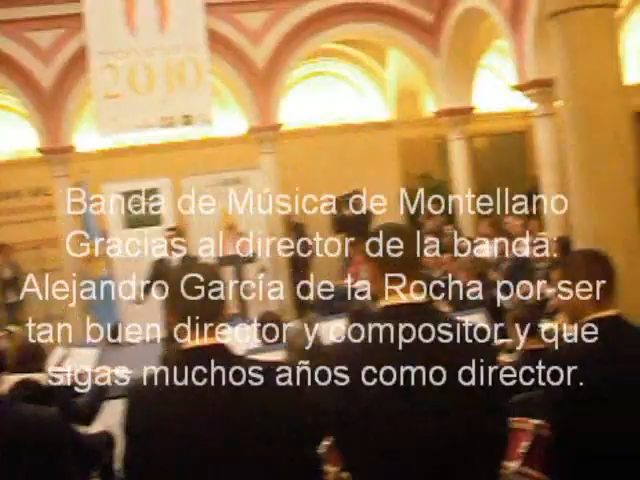 2010
Banda de Música de Montellano
Gracias al director de la banda:
Alejandro García de la Rocha por ser
tan buen director y compositor y que
sigas muchos años como director.